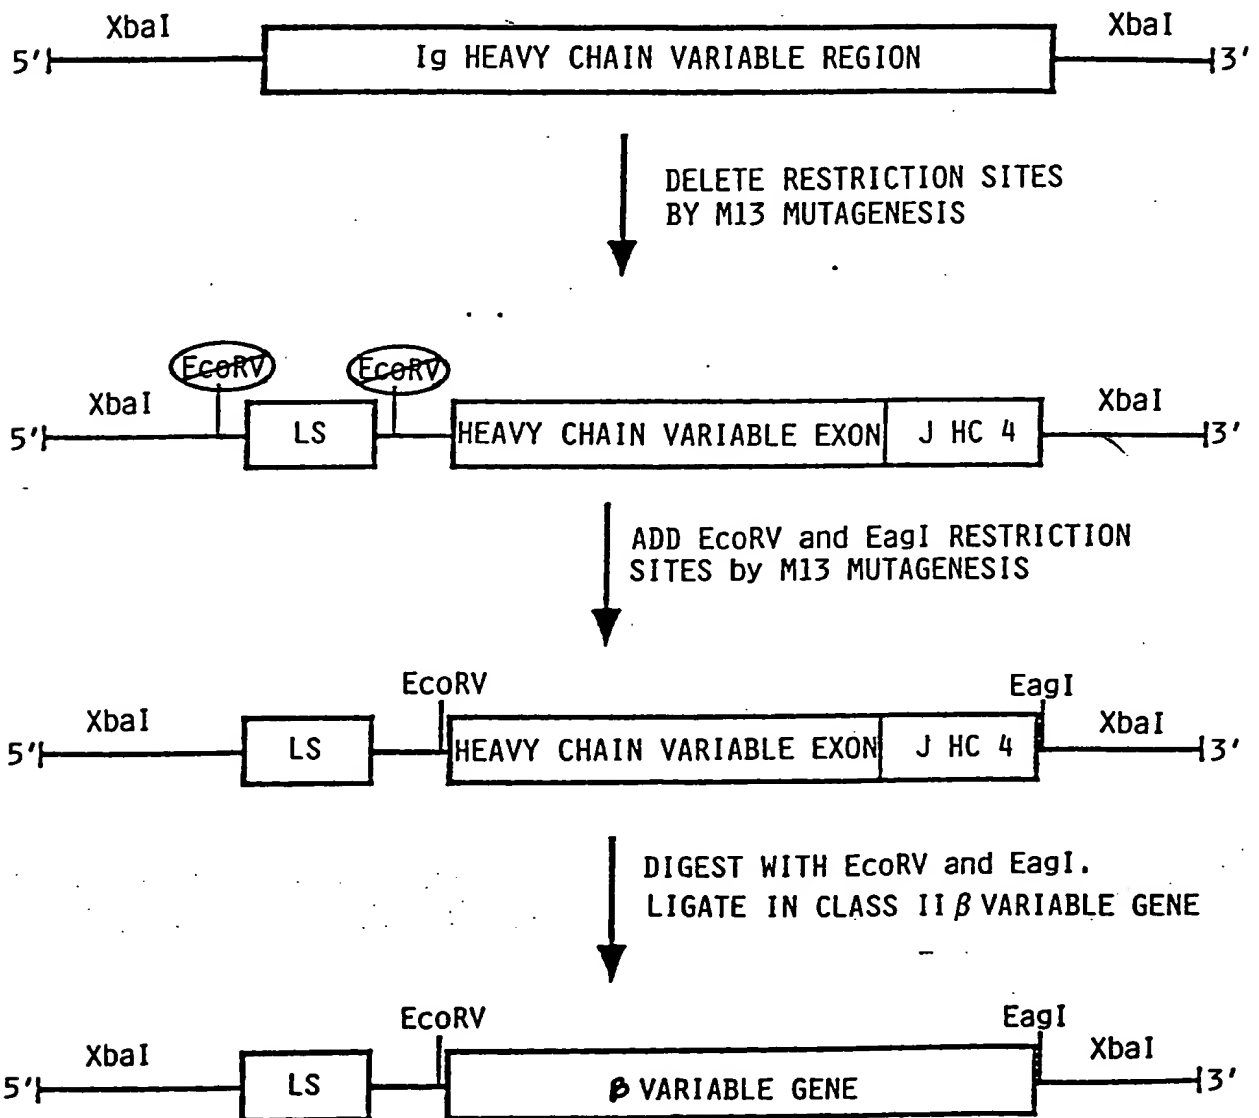 XbaI XbaI
5' Ig HEAVY CHAIN VARIABLE REGION 3'
DELETE RESTRICTION SITES
BY M13 MUTAGENESIS
EcoRV EcoRV
XbaI XbaI
5' LS HEAVY CHAIN VARIABLE EXON J HC 4 3'
ADD EcoRV and EagI RESTRICTION
SITES by M13 MUTAGENESIS
EcoRV EagI
XbaI XbaI
5' LS HEAVY CHAIN VARIABLE EXON J HC 4 3'
DIGEST WITH EcoRV and EagI.
LIGATE IN CLASS II β VARIABLE GENE
EcoRV EagI
XbaI XbaI
5' LS β VARIABLE GENE 3'